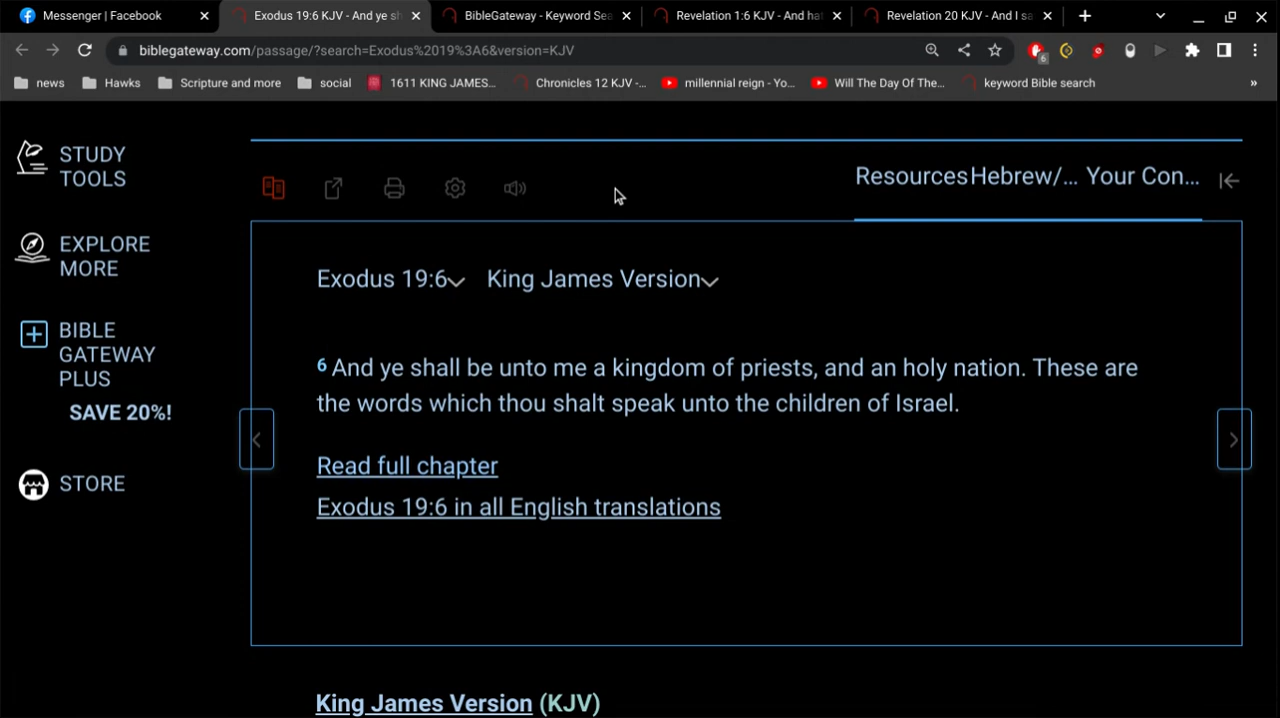 Messenger | Facebook
Exodus 19:6 KJV - And ye sh
BibleGateway - Keyword Sea
Revelation 1:6 KJV - And hat
Revelation 20 KJV - And I sa
biblegateway.com/passage/?search=Exodus%2019%3A6&version=KJV
6
news
Hawks
Scripture and more
social
1611 KING JAMES...
Chronicles 12 KJV -...
millennial reign - Yo...
Will The Day Of The...
keyword Bible search
»
STUDY
TOOLS
EXPLORE
MORE
BIBLE
GATEWAY
PLUS
SAVE 20%!
STORE
Resources
Hebrew/...
Your Con...
Exodus 19:6
King James Version
6 And ye shall be unto me a kingdom of priests, and an holy nation. These are
the words which thou shalt speak unto the children of Israel.
Read full chapter
Exodus 19:6 in all English translations
King James Version (KJV)